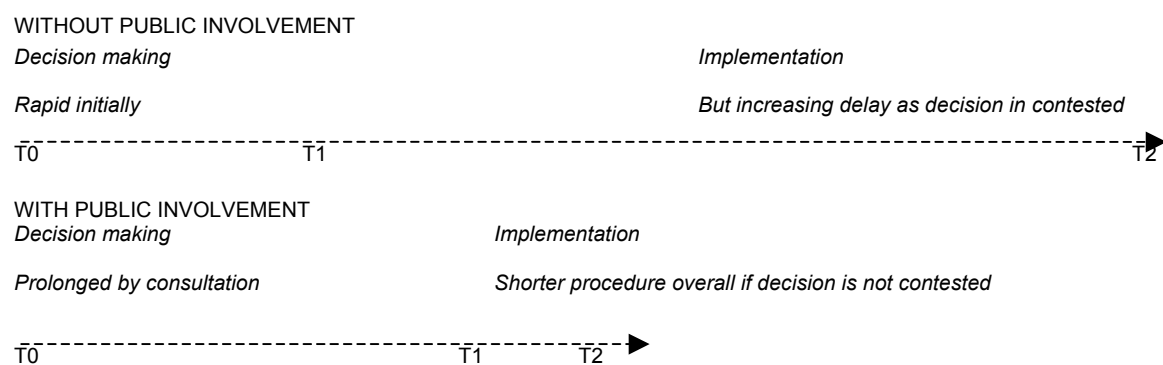 WITHOUT PUBLIC INVOLVEMENT
Decision making Implementation
Rapid initially But increasing delay as decision in contested
T0 T1 T2
WITH PUBLIC INVOLVEMENT
Decision making Implementation
Prolonged by consultation Shorter procedure overall if decision is not contested
T0 T1 T2